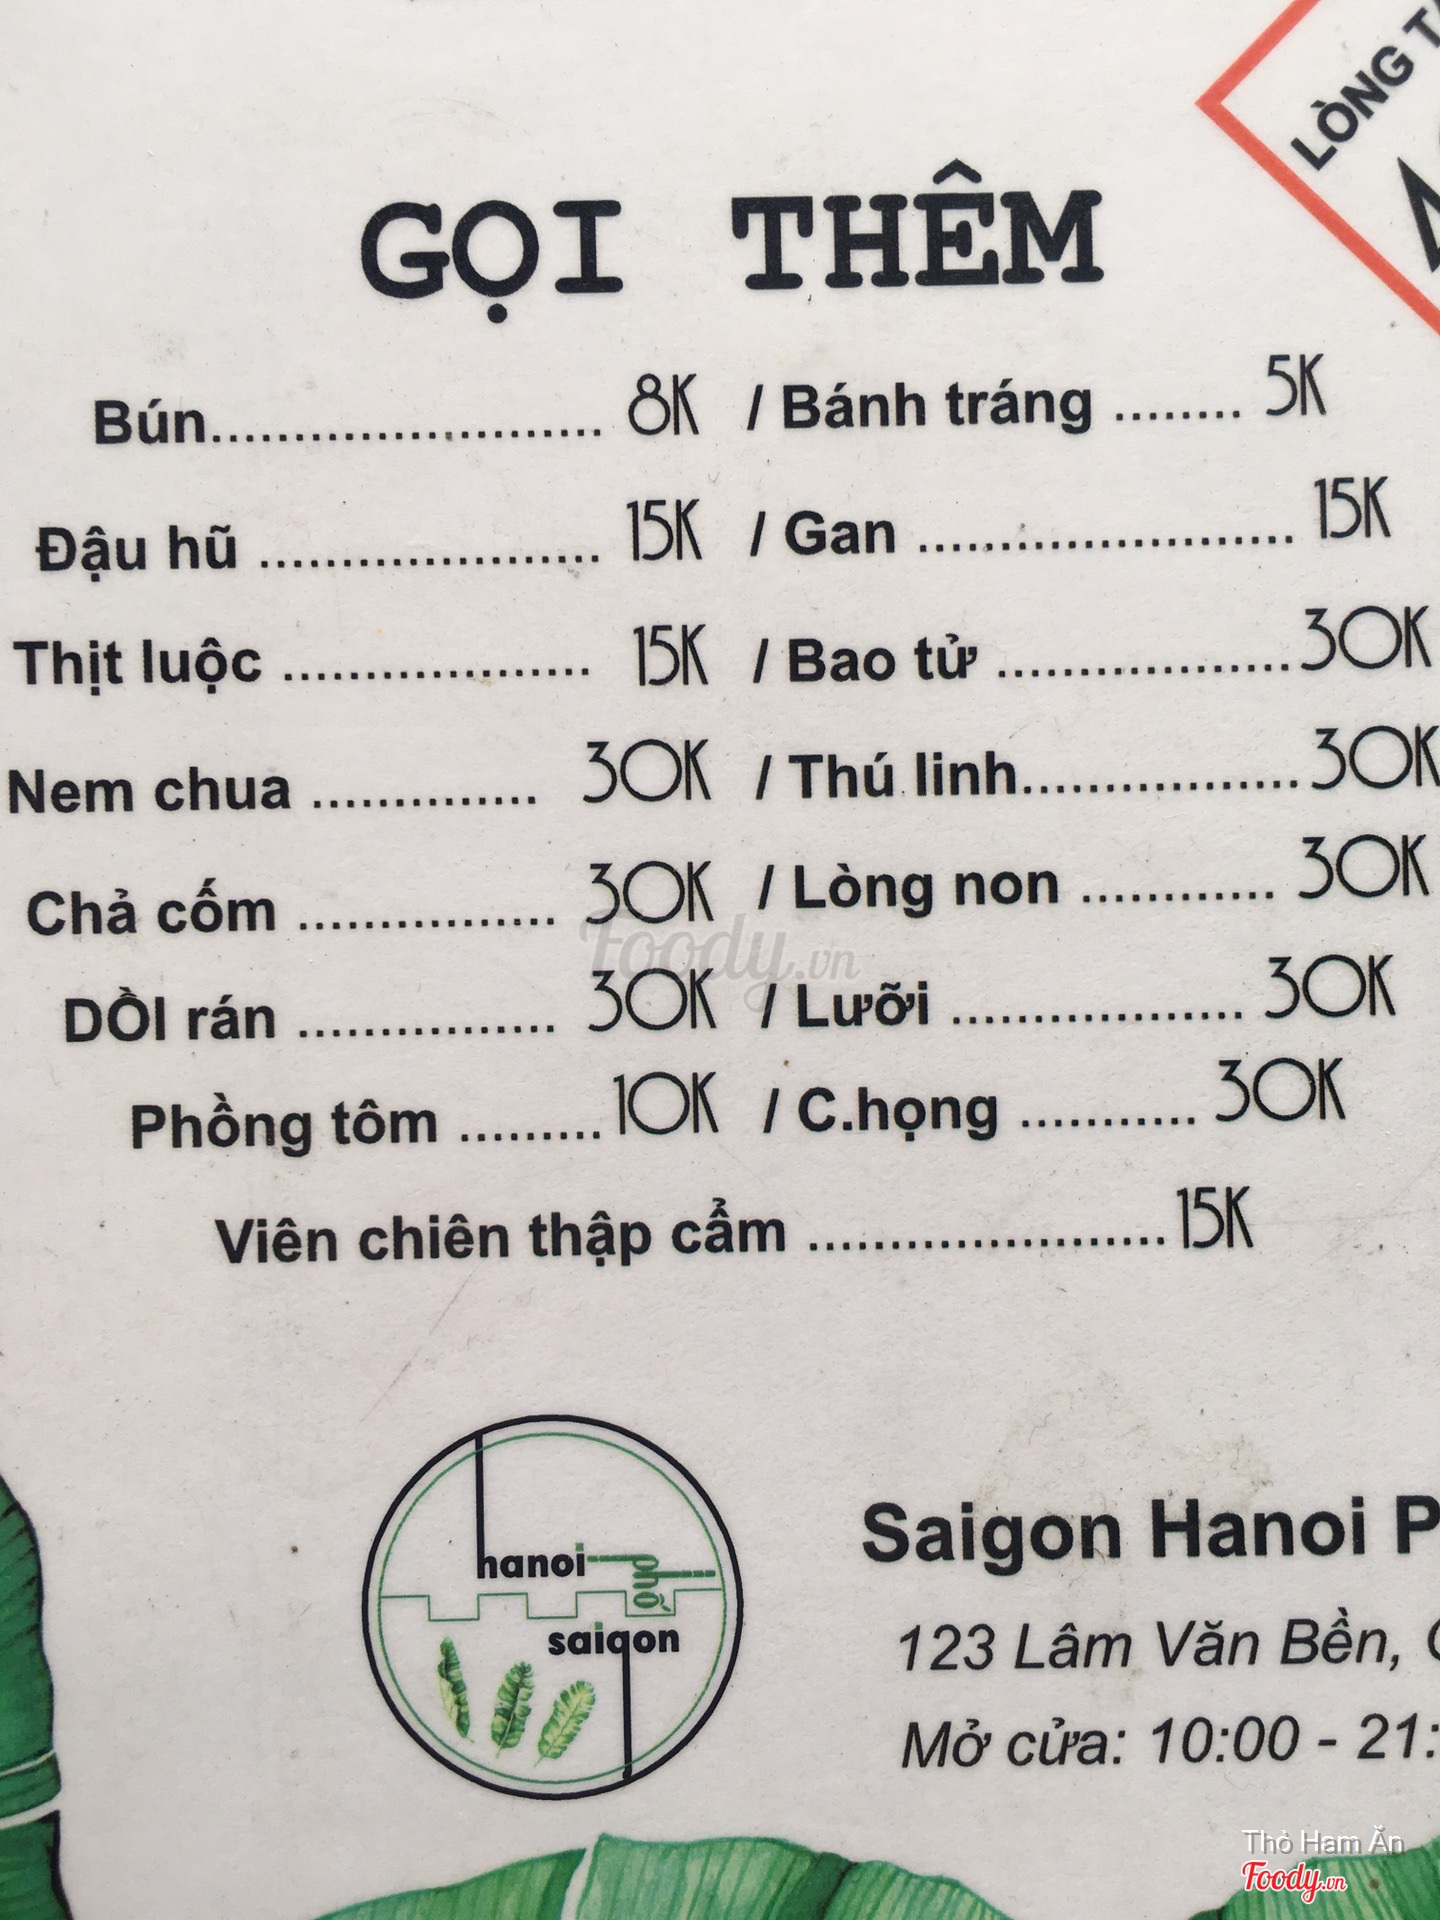 LÒNG
GỌI THÊM
Bún........................ 8K / Bánh tráng ........ 5K
Đậu hũ ..................... 15K / Gan ....................... 15K
Thịt luộc ................... 15K / Bao tử ..................30K
Nem chua .............. 30K / Thú linh.................30K
Chả cốm ................ 30K / Lòng non ............ 30K
Foody.vn
DỒI rán ................ 30K / Lưỡi .................. 30K
Phồng tôm .........10K / C.họng ........... 30K
Viên chiên thập cẩm ......................15K
hanoi
phố
saigon
Saigon Hanoi
123 Lâm Văn Bền,
Mở cửa: 10:00 - 21:
Thỏ Ham Ăn
Foody.vn